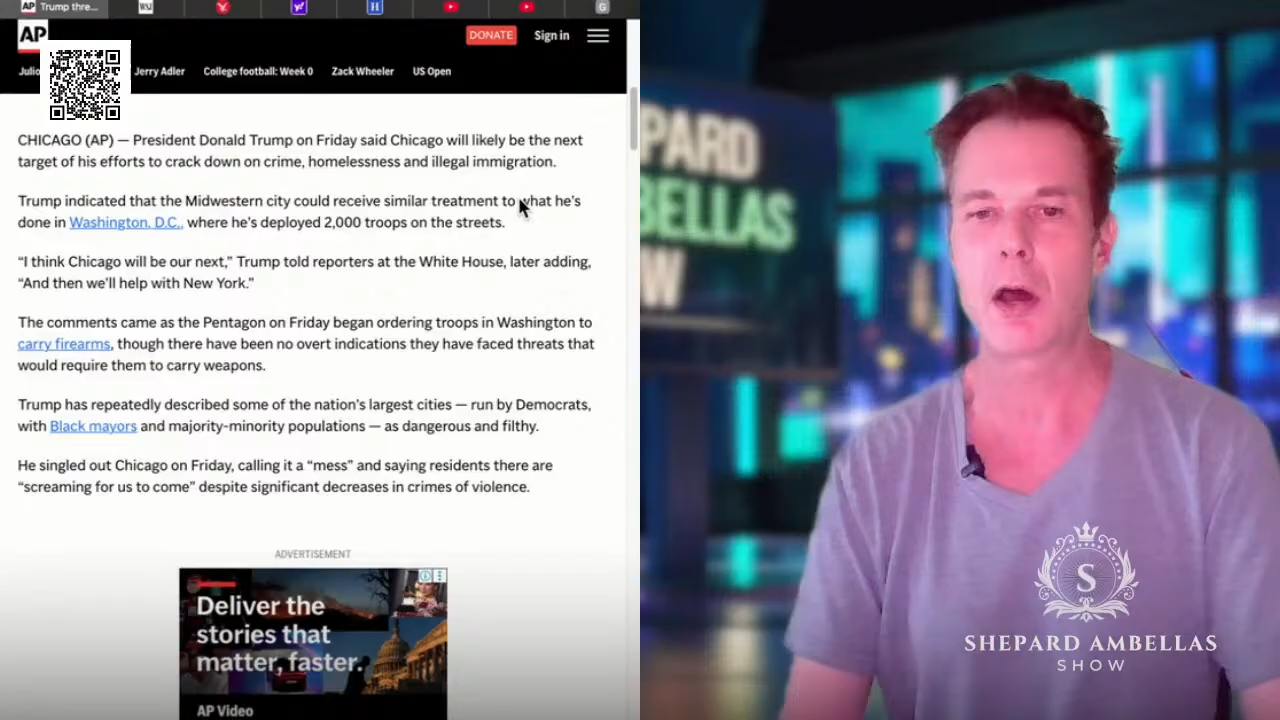 AP Trump thre...
WSJ
AP
DONATE
Sign in
Julio
Jerry Adler
College football: Week 0
Zack Wheeler
US Open
CHICAGO (AP) — President Donald Trump on Friday said Chicago will likely be the next
target of his efforts to crack down on crime, homelessness and illegal immigration.
Trump indicated that the Midwestern city could receive similar treatment to what he’s
done in Washington, D.C., where he’s deployed 2,000 troops on the streets.
“I think Chicago will be our next,” Trump told reporters at the White House, later adding,
“And then we’ll help with New York.”
The comments came as the Pentagon on Friday began ordering troops in Washington to
carry firearms, though there have been no overt indications they have faced threats that
would require them to carry weapons.
Trump has repeatedly described some of the nation’s largest cities — run by Democrats,
with Black mayors and majority-minority populations — as dangerous and filthy.
He singled out Chicago on Friday, calling it a “mess” and saying residents there are
“screaming for us to come” despite significant decreases in crimes of violence.
ADVERTISEMENT
Deliver the
stories that
matter, faster.
AP Video
PARD
BELLAS
W
S
SHEPARD AMBELLAS
SHOW